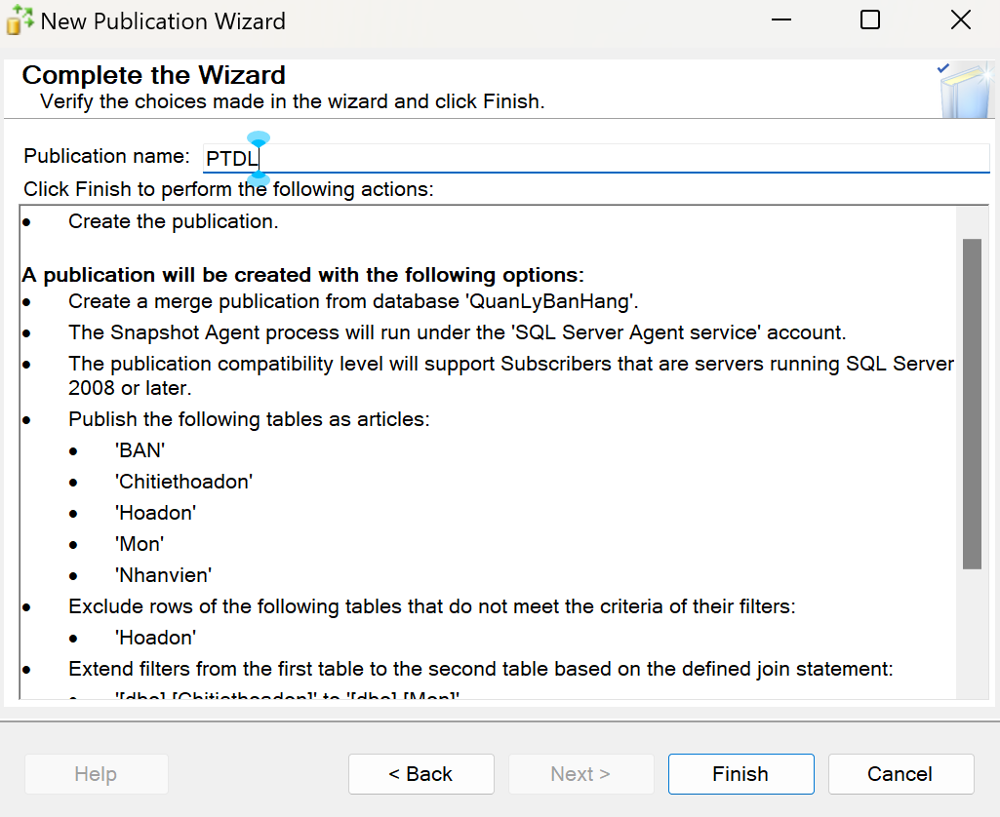 New Publication Wizard
Complete the Wizard
Verify the choices made in the wizard and click Finish.
Publication name: PTDL
Click Finish to perform the following actions:
• Create the publication.
A publication will be created with the following options:
• Create a merge publication from database 'QuanLyBanHang'.
• The Snapshot Agent process will run under the 'SQL Server Agent service' account.
• The publication compatibility level will support Subscribers that are servers running SQL Server
2008 or later.
• Publish the following tables as articles:
• 'BAN'
• 'Chitiethoadon'
• 'Hoadon'
• 'Mon'
• 'Nhanvien'
• Exclude rows of the following tables that do not meet the criteria of their filters:
• 'Hoadon'
• Extend filters from the first table to the second table based on the defined join statement:
• '[dbo].[Chitiethoadon]' to '[dbo].[Mon]'
Help
< Back
Next >
Finish
Cancel